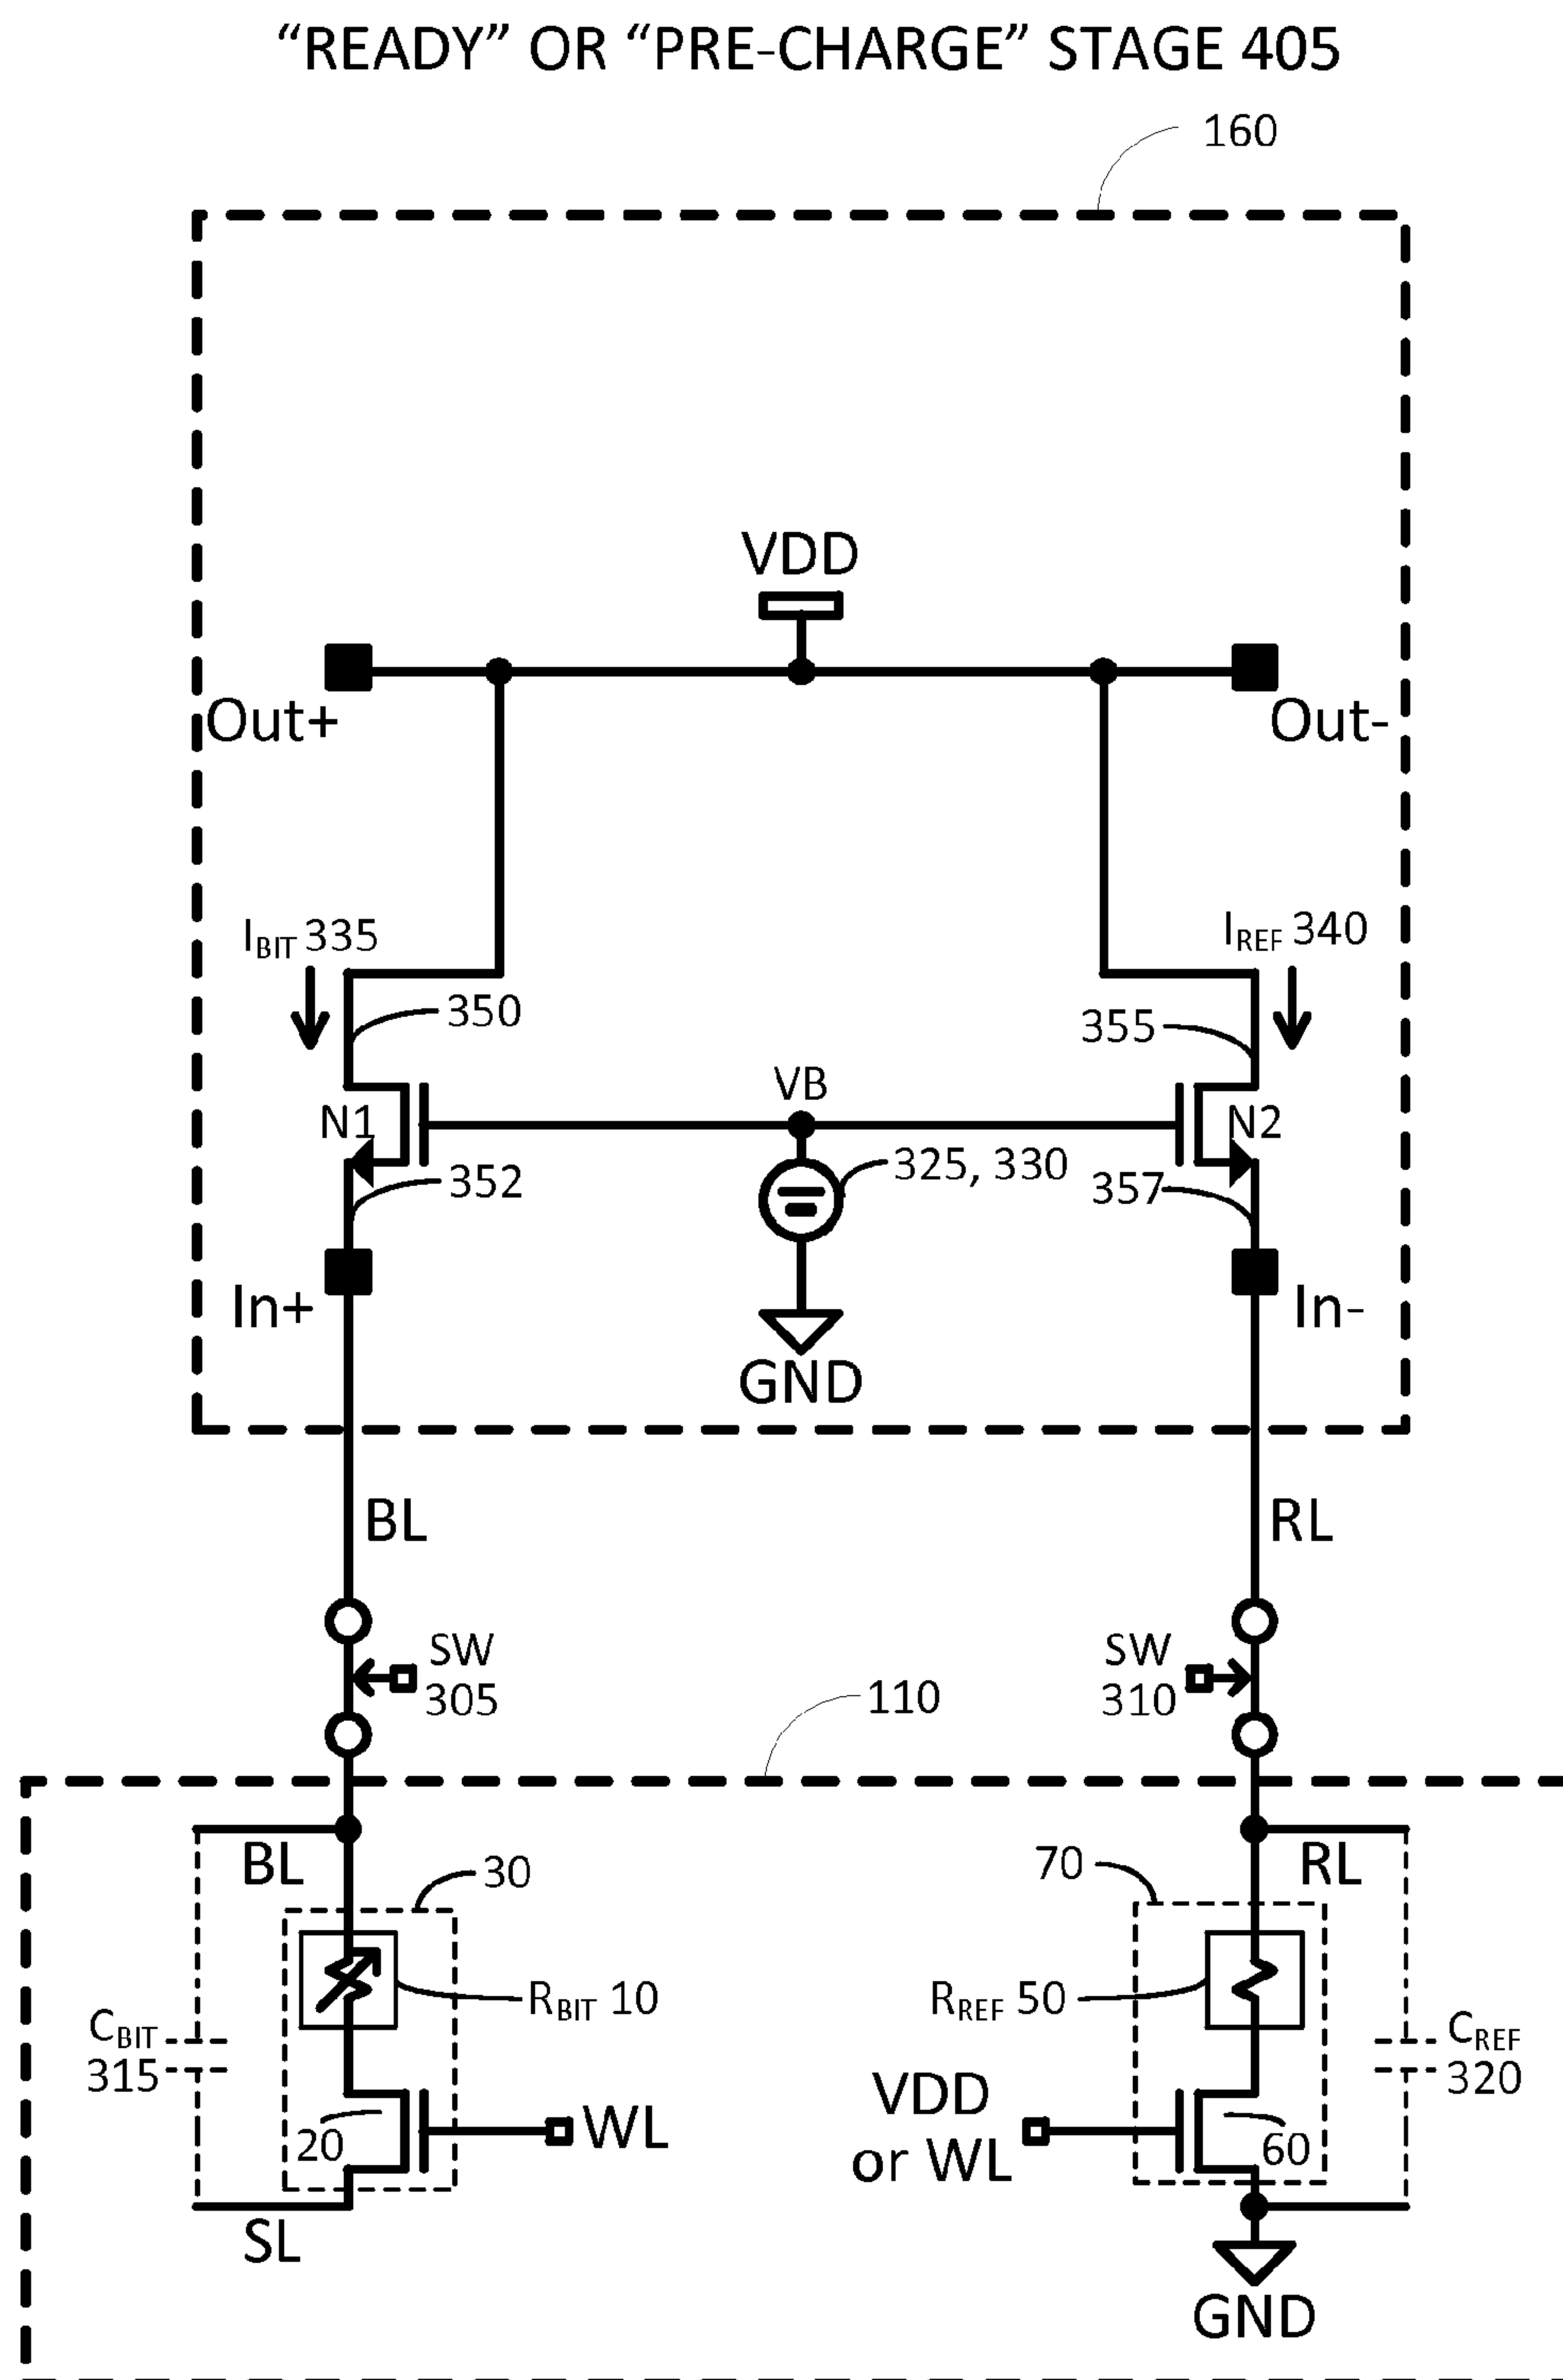 “READY” OR “PRE-CHARGE” STAGE 405
160
VDD
Out+
Out-
IBIT 335
IREF 340
350
355
VB
N1
N2
325, 330
352
357
In+
In-
GND
BL
RL
SW
305
SW
310
110
BL
30
70
RL
RBIT 10
RREF 50
CBIT
315
CREF
320
VDD
or WL
WL
20
60
SL
GND